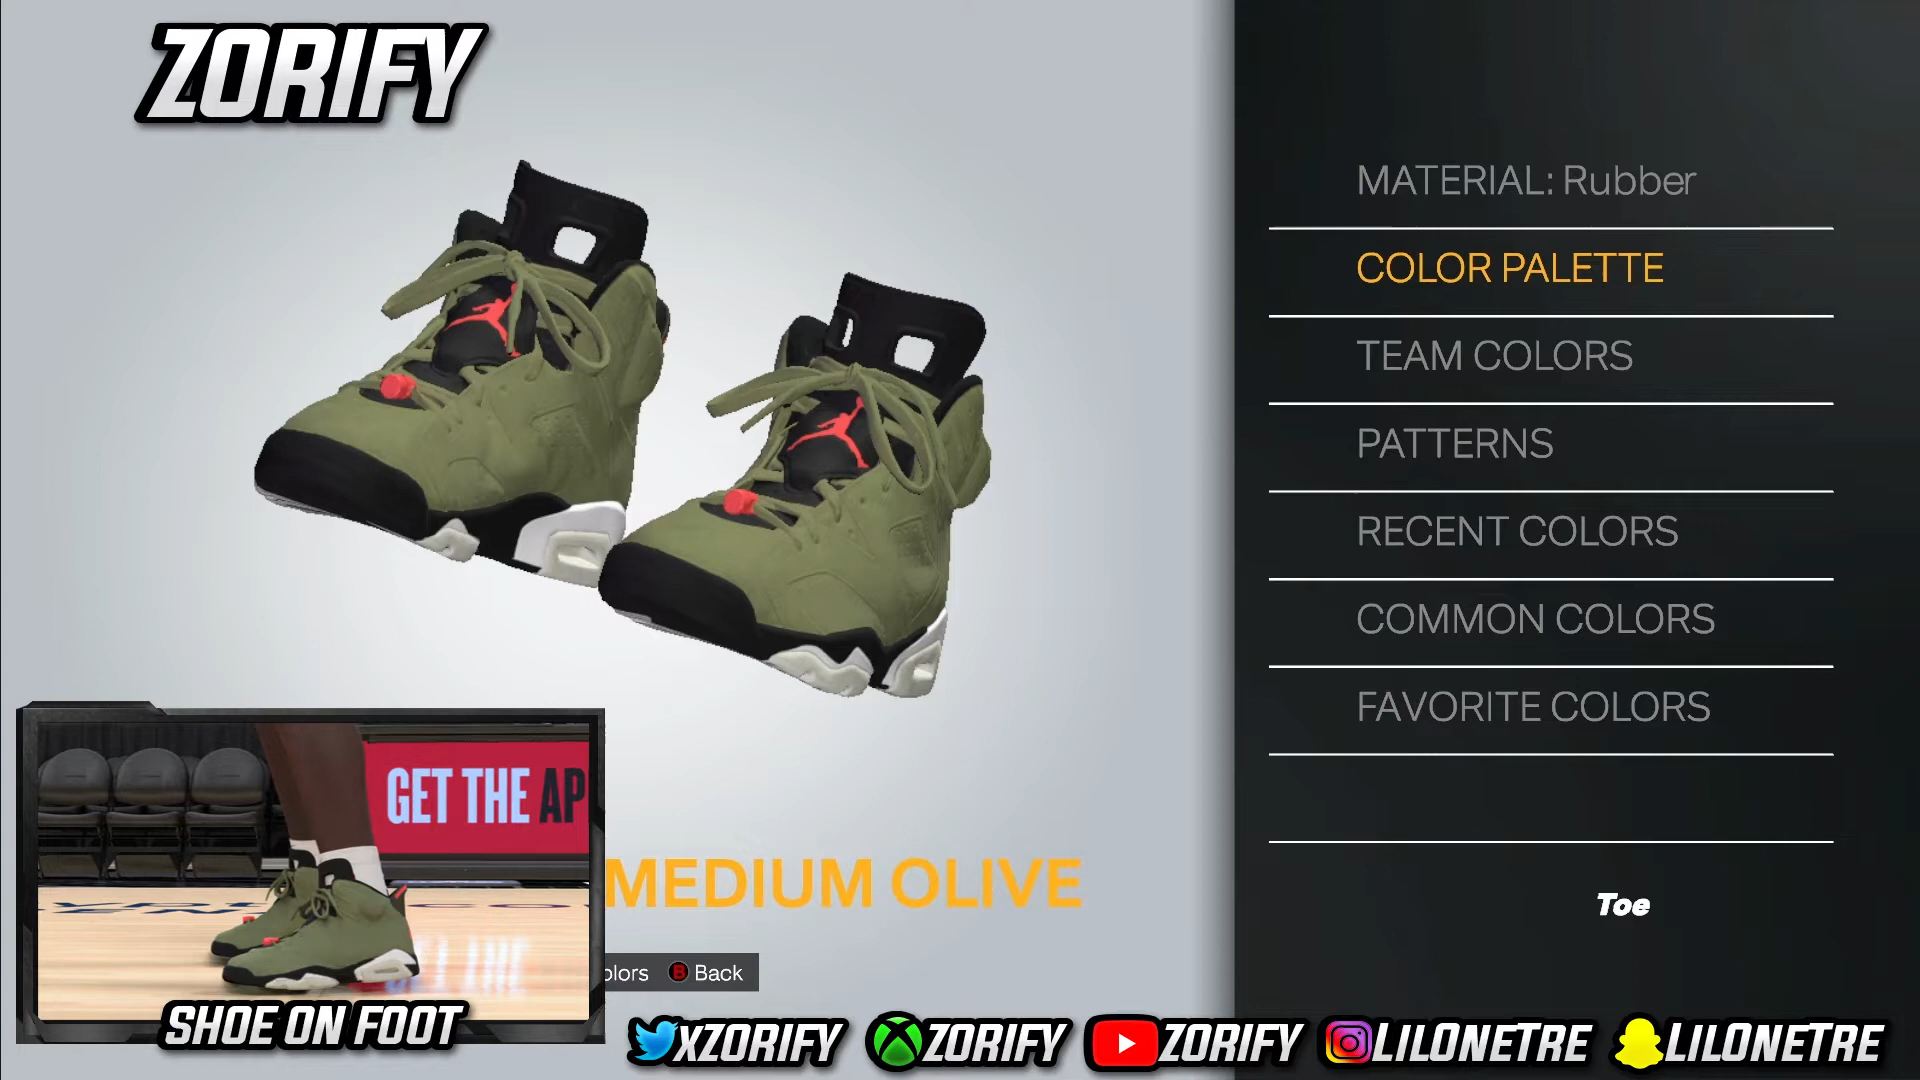 ZORIFY
MATERIAL: Rubber
COLOR PALETTE
TEAM COLORS
PATTERNS
RECENT COLORS
COMMON COLORS
FAVORITE COLORS
Toe
GET THE AP
MEDIUM OLIVE
olors B Back
SHOE ON FOOT
XZORIFY ZORIFY ZORIFY LILONETRE LILONETRE